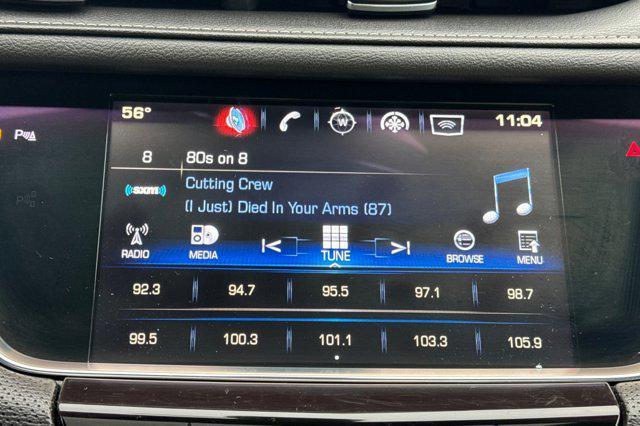 56°
W
11:04
P
8 80s on 8
((sxm))
Cutting Crew
(I Just) Died In Your Arms (87)
RADIO MEDIA TUNE BROWSE MENU
92.3 94.7 95.5 97.1 98.7
99.5 100.3 101.1 103.3 105.9